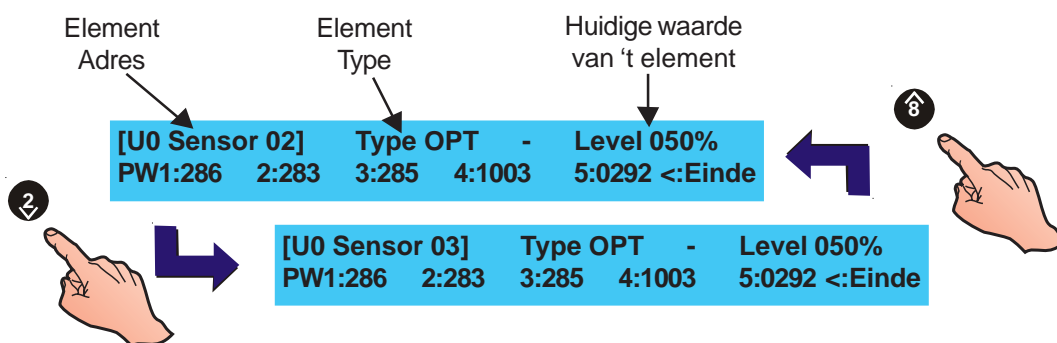 Element
Adres
Element
Type
Huidige waarde
van ‘t element
8
[U0 Sensor 02] Type OPT - Level 050%
PW1:286 2:283 3:285 4:1003 5:0292 <:Einde
2
[U0 Sensor 03] Type OPT - Level 050%
PW1:286 2:283 3:285 4:1003 5:0292 <:Einde